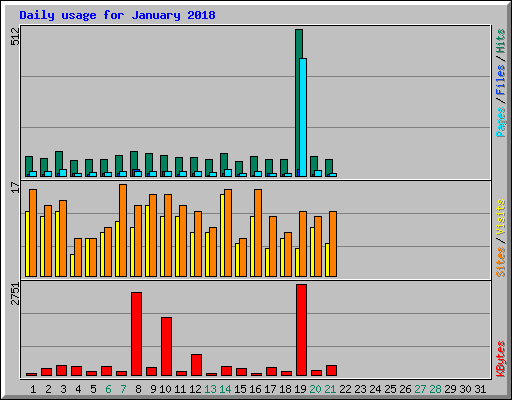 Daily usage for January 2018
512
17
2751
Pages / Files / Hits
Sites / Visits
KBytes
1 2 3 4 5 6 7 8 9 10 11 12 13 14 15 16 17 18 19 20 21 22 23 24 25 26 27 28 29 30 31